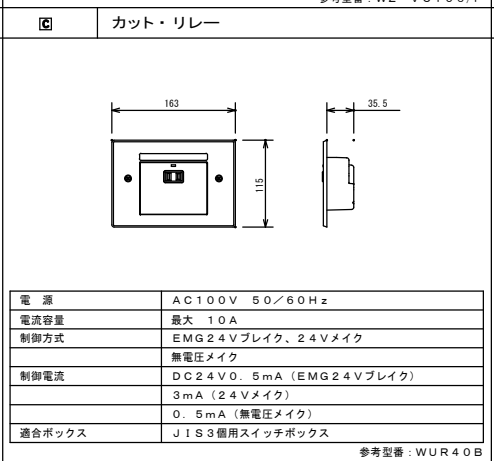 C カット・リレー
163
35.5
115
電 源 AC100V 50／60Hz
電流容量 最大 10A
制御方式 EMG24Vブレイク、24Vメイク
無電圧メイク
制御電流 DC24V0.5mA（EMG24Vブレイク）
3mA（24Vメイク）
0.5mA（無電圧メイク）
適合ボックス JIS3個用スイッチボックス
参考型番：WUR40B